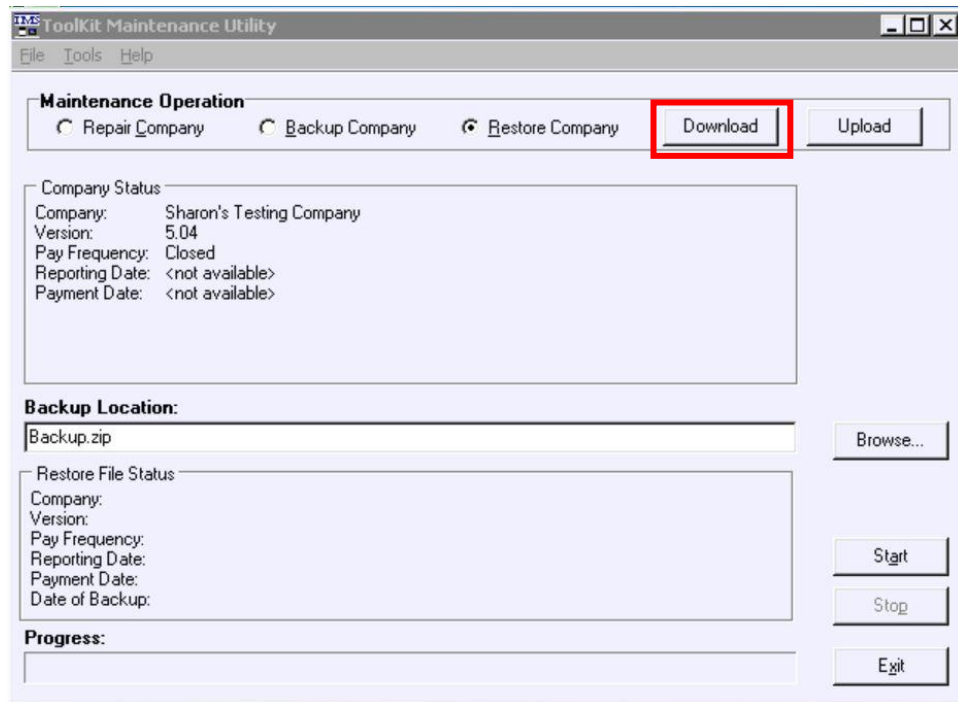 IMS ToolKit Maintenance Utility
File Tools Help
Maintenance Operation
Repair Company Backup Company Restore Company Download Upload
Company Status
Company: Sharon's Testing Company
Version: 5.04
Pay Frequency: Closed
Reporting Date: <not available>
Payment Date: <not available>
Backup Location:
Backup.zip Browse...
Restore File Status
Company:
Version:
Pay Frequency:
Reporting Date:
Payment Date:
Date of Backup:
Start
Stop
Progress:
Exit